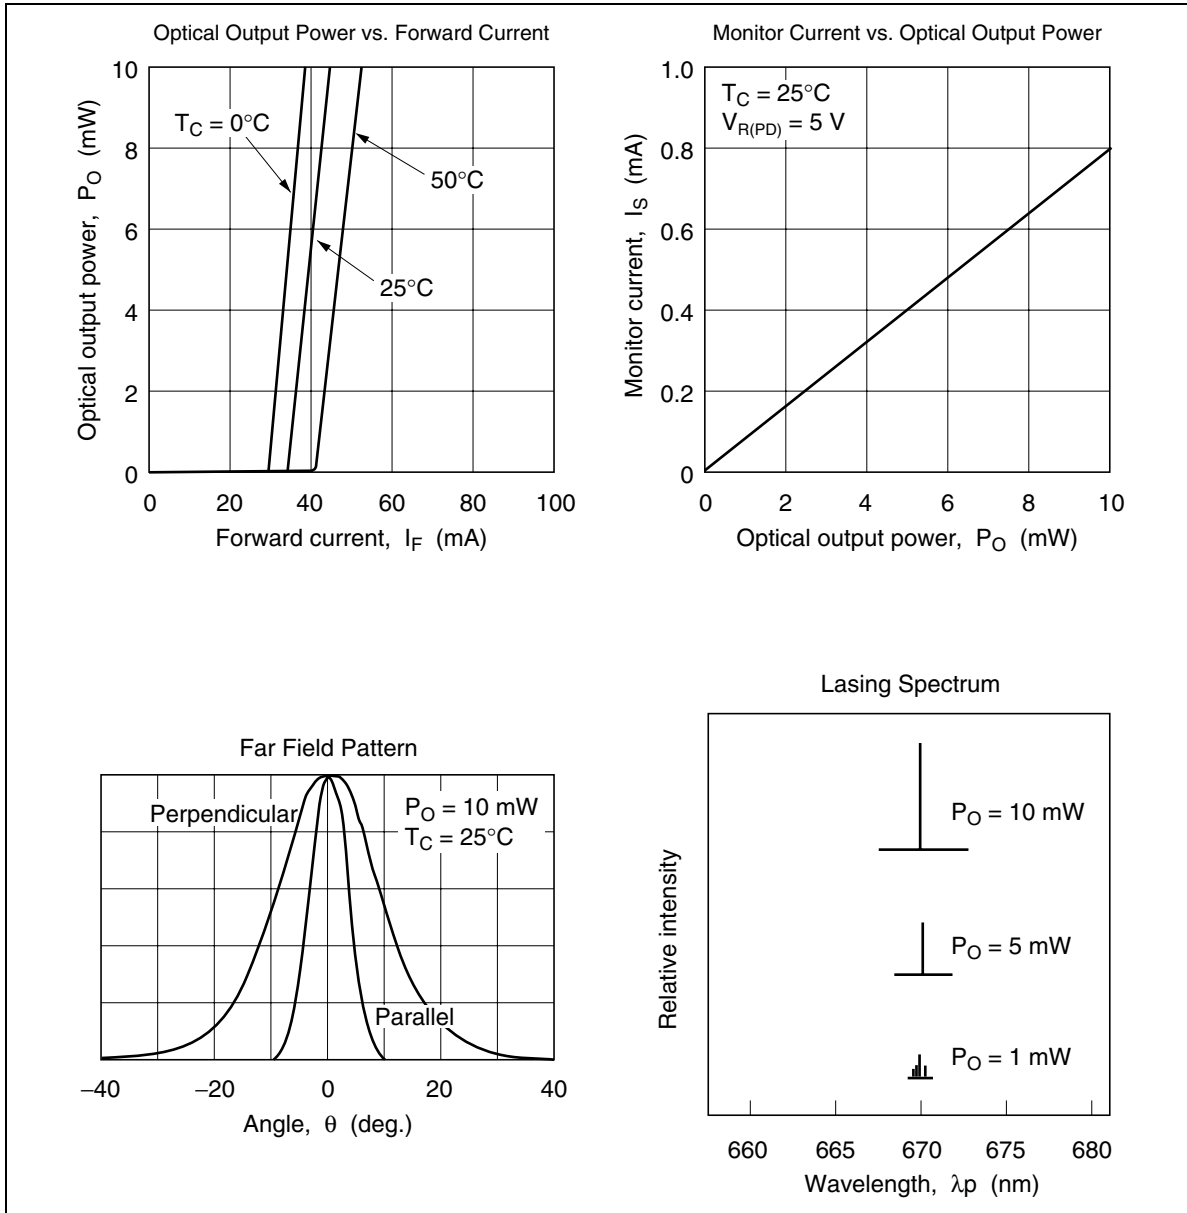 Optical Output Power vs. Forward Current
10
8
6
4
2
0
Optical output power, PO (mW)
TC = 0°C
50°C
25°C
0 20 40 60 80 100
Forward current, IF (mA)
Monitor Current vs. Optical Output Power
1.0
0.8
0.6
0.4
0.2
0
Monitor current, IS (mA)
TC = 25°C
VR(PD) = 5 V
0 2 4 6 8 10
Optical output power, PO (mW)
Far Field Pattern
Perpendicular
PO = 10 mW
TC = 25°C
Parallel
−40 −20 0 20 40
Angle, θ (deg.)
Lasing Spectrum
Relative intensity
PO = 10 mW
PO = 5 mW
PO = 1 mW
660 665 670 675 680
Wavelength, λp (nm)